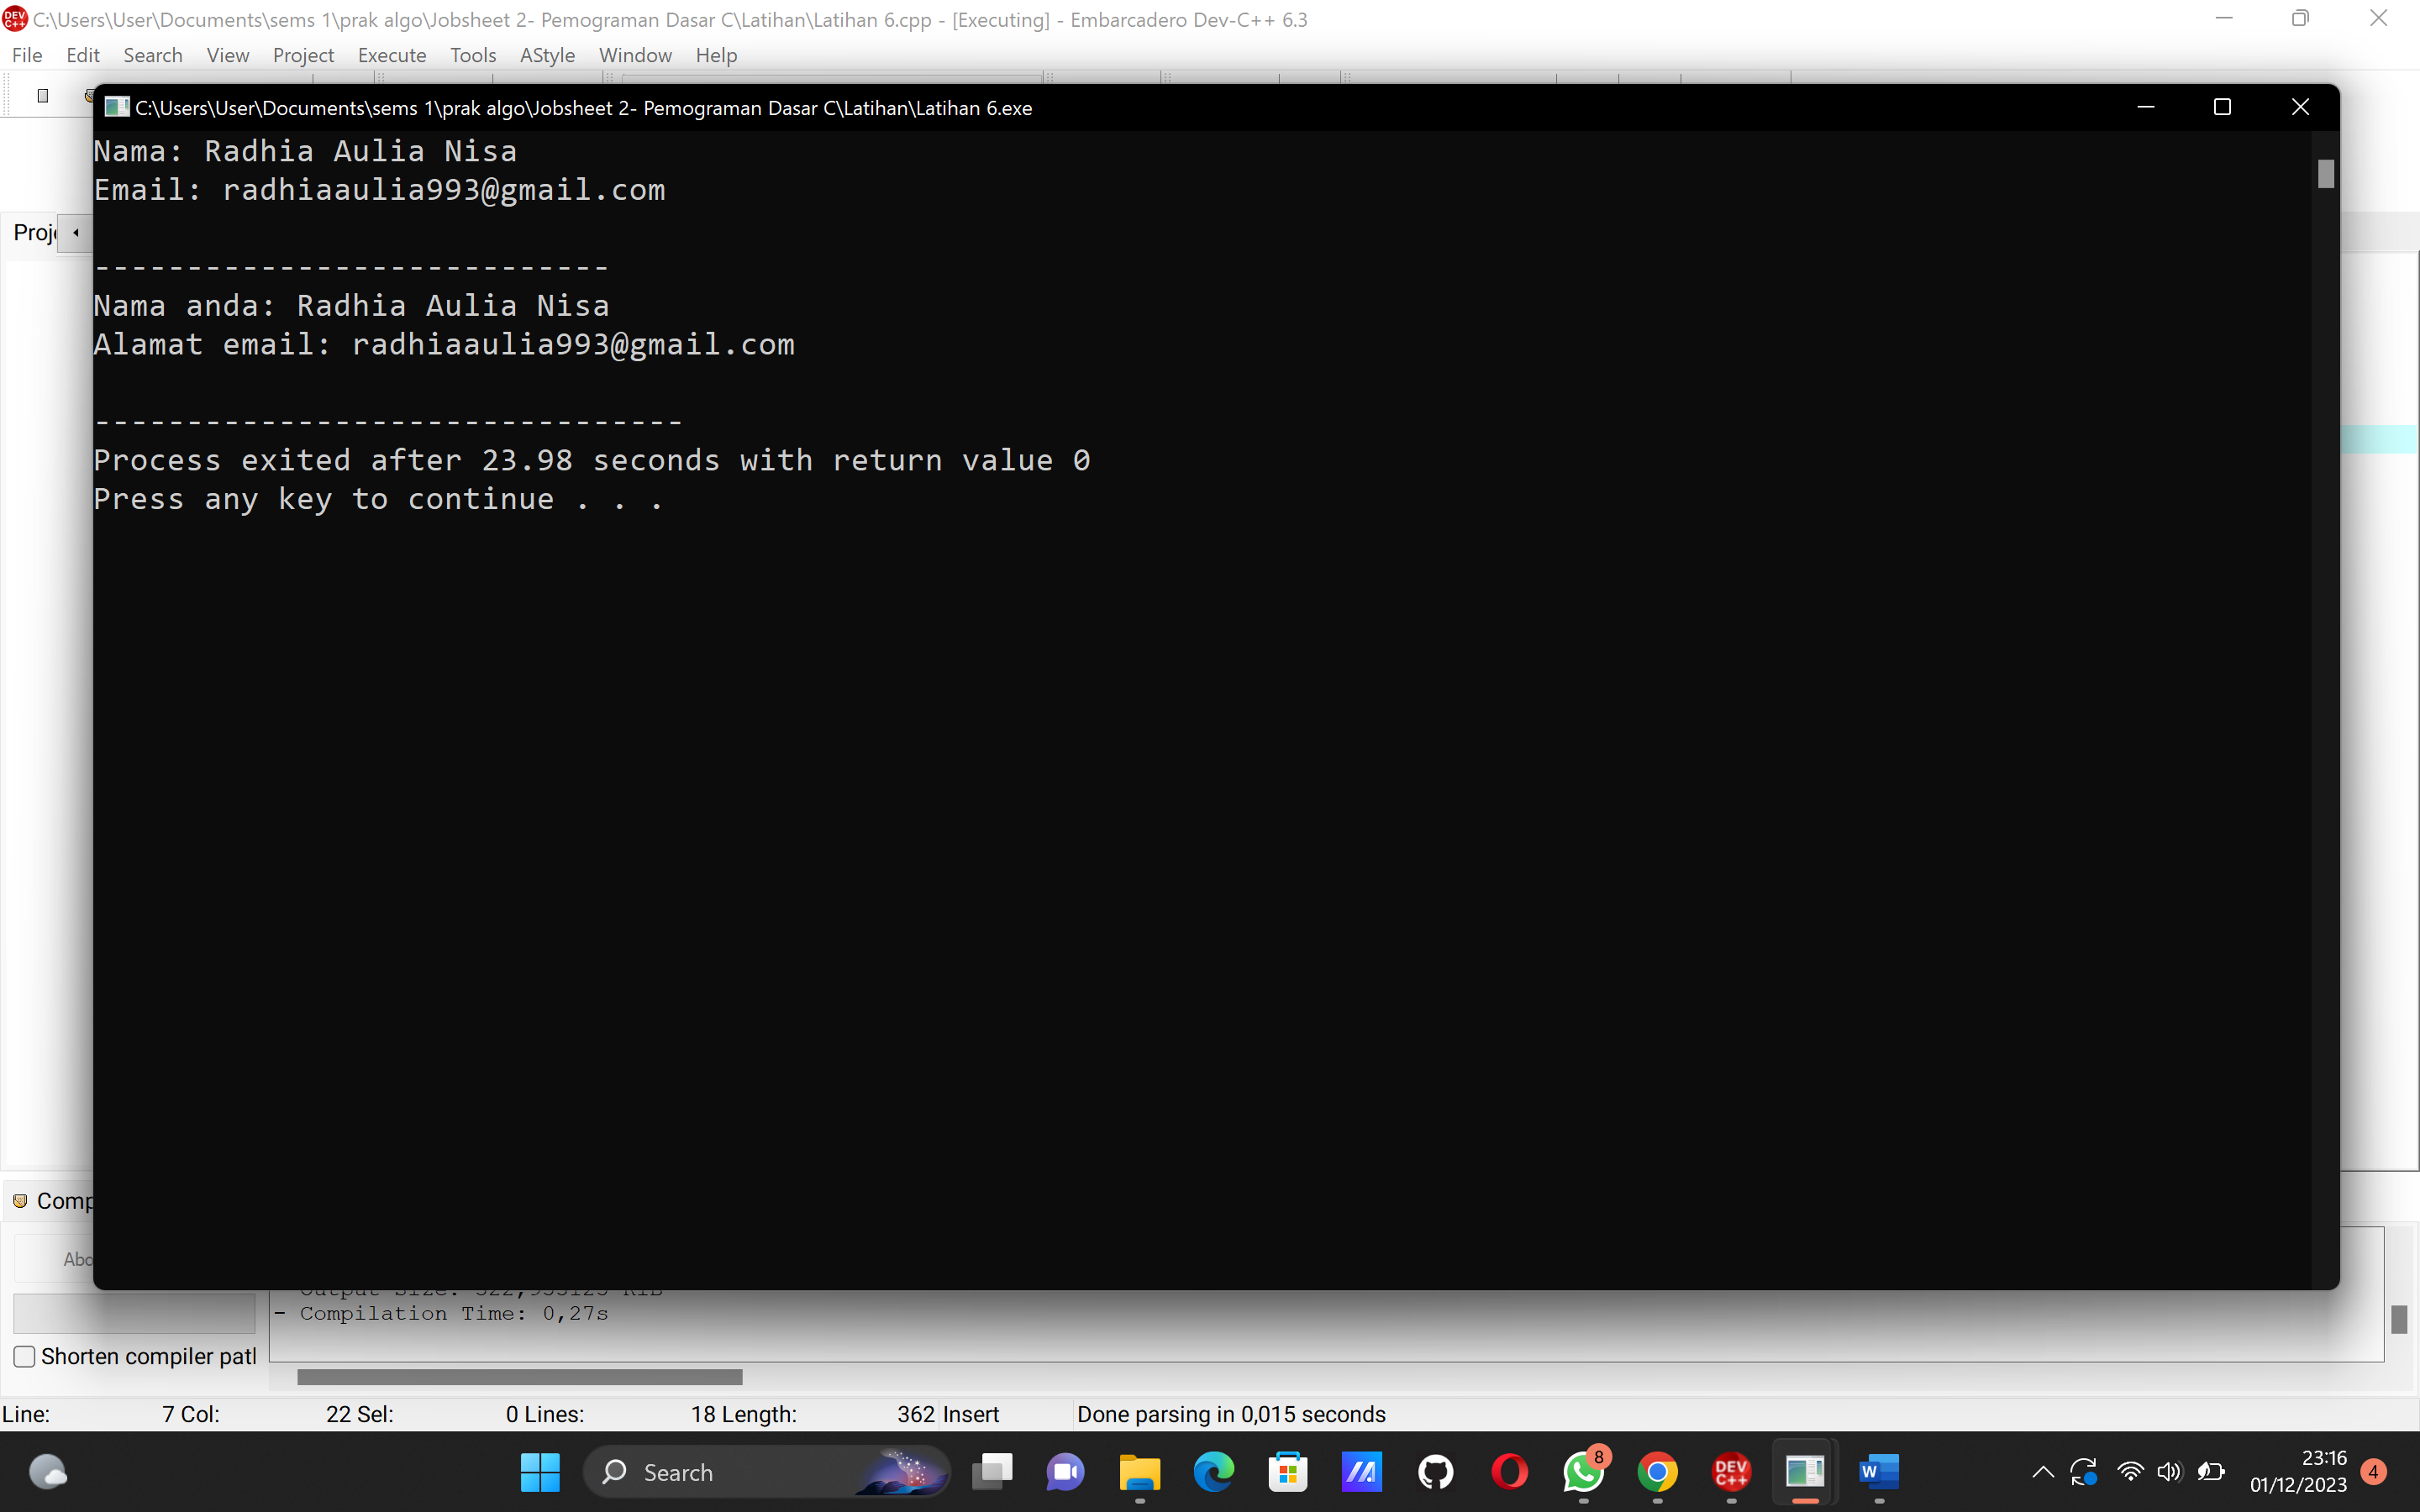 C:\Users\User\Documents\sems 1\prak algo\Jobsheet 2- Pemograman Dasar C\Latihan\Latihan 6.cpp - [Executing] - Embarcadero Dev-C++ 6.3
File Edit Search View Project Execute Tools AStyle Window Help
C:\Users\User\Documents\sems 1\prak algo\Jobsheet 2- Pemograman Dasar C\Latihan\Latihan 6.exe
Nama: Radhia Aulia Nisa
Email: radhiaaulia993@gmail.com
----------------------------
Nama anda: Radhia Aulia Nisa
Alamat email: radhiaaulia993@gmail.com
--------------------------------
Process exited after 23.98 seconds with return value 0
Press any key to continue . . .
- Compilation Time: 0,27s
Shorten compiler
Line: 7 Col: 22 Sel: 0 Lines: 18 Length: 362 Insert Done parsing in 0,015 seconds
Search
8
DEV C++
W
23:16
01/12/2023
4